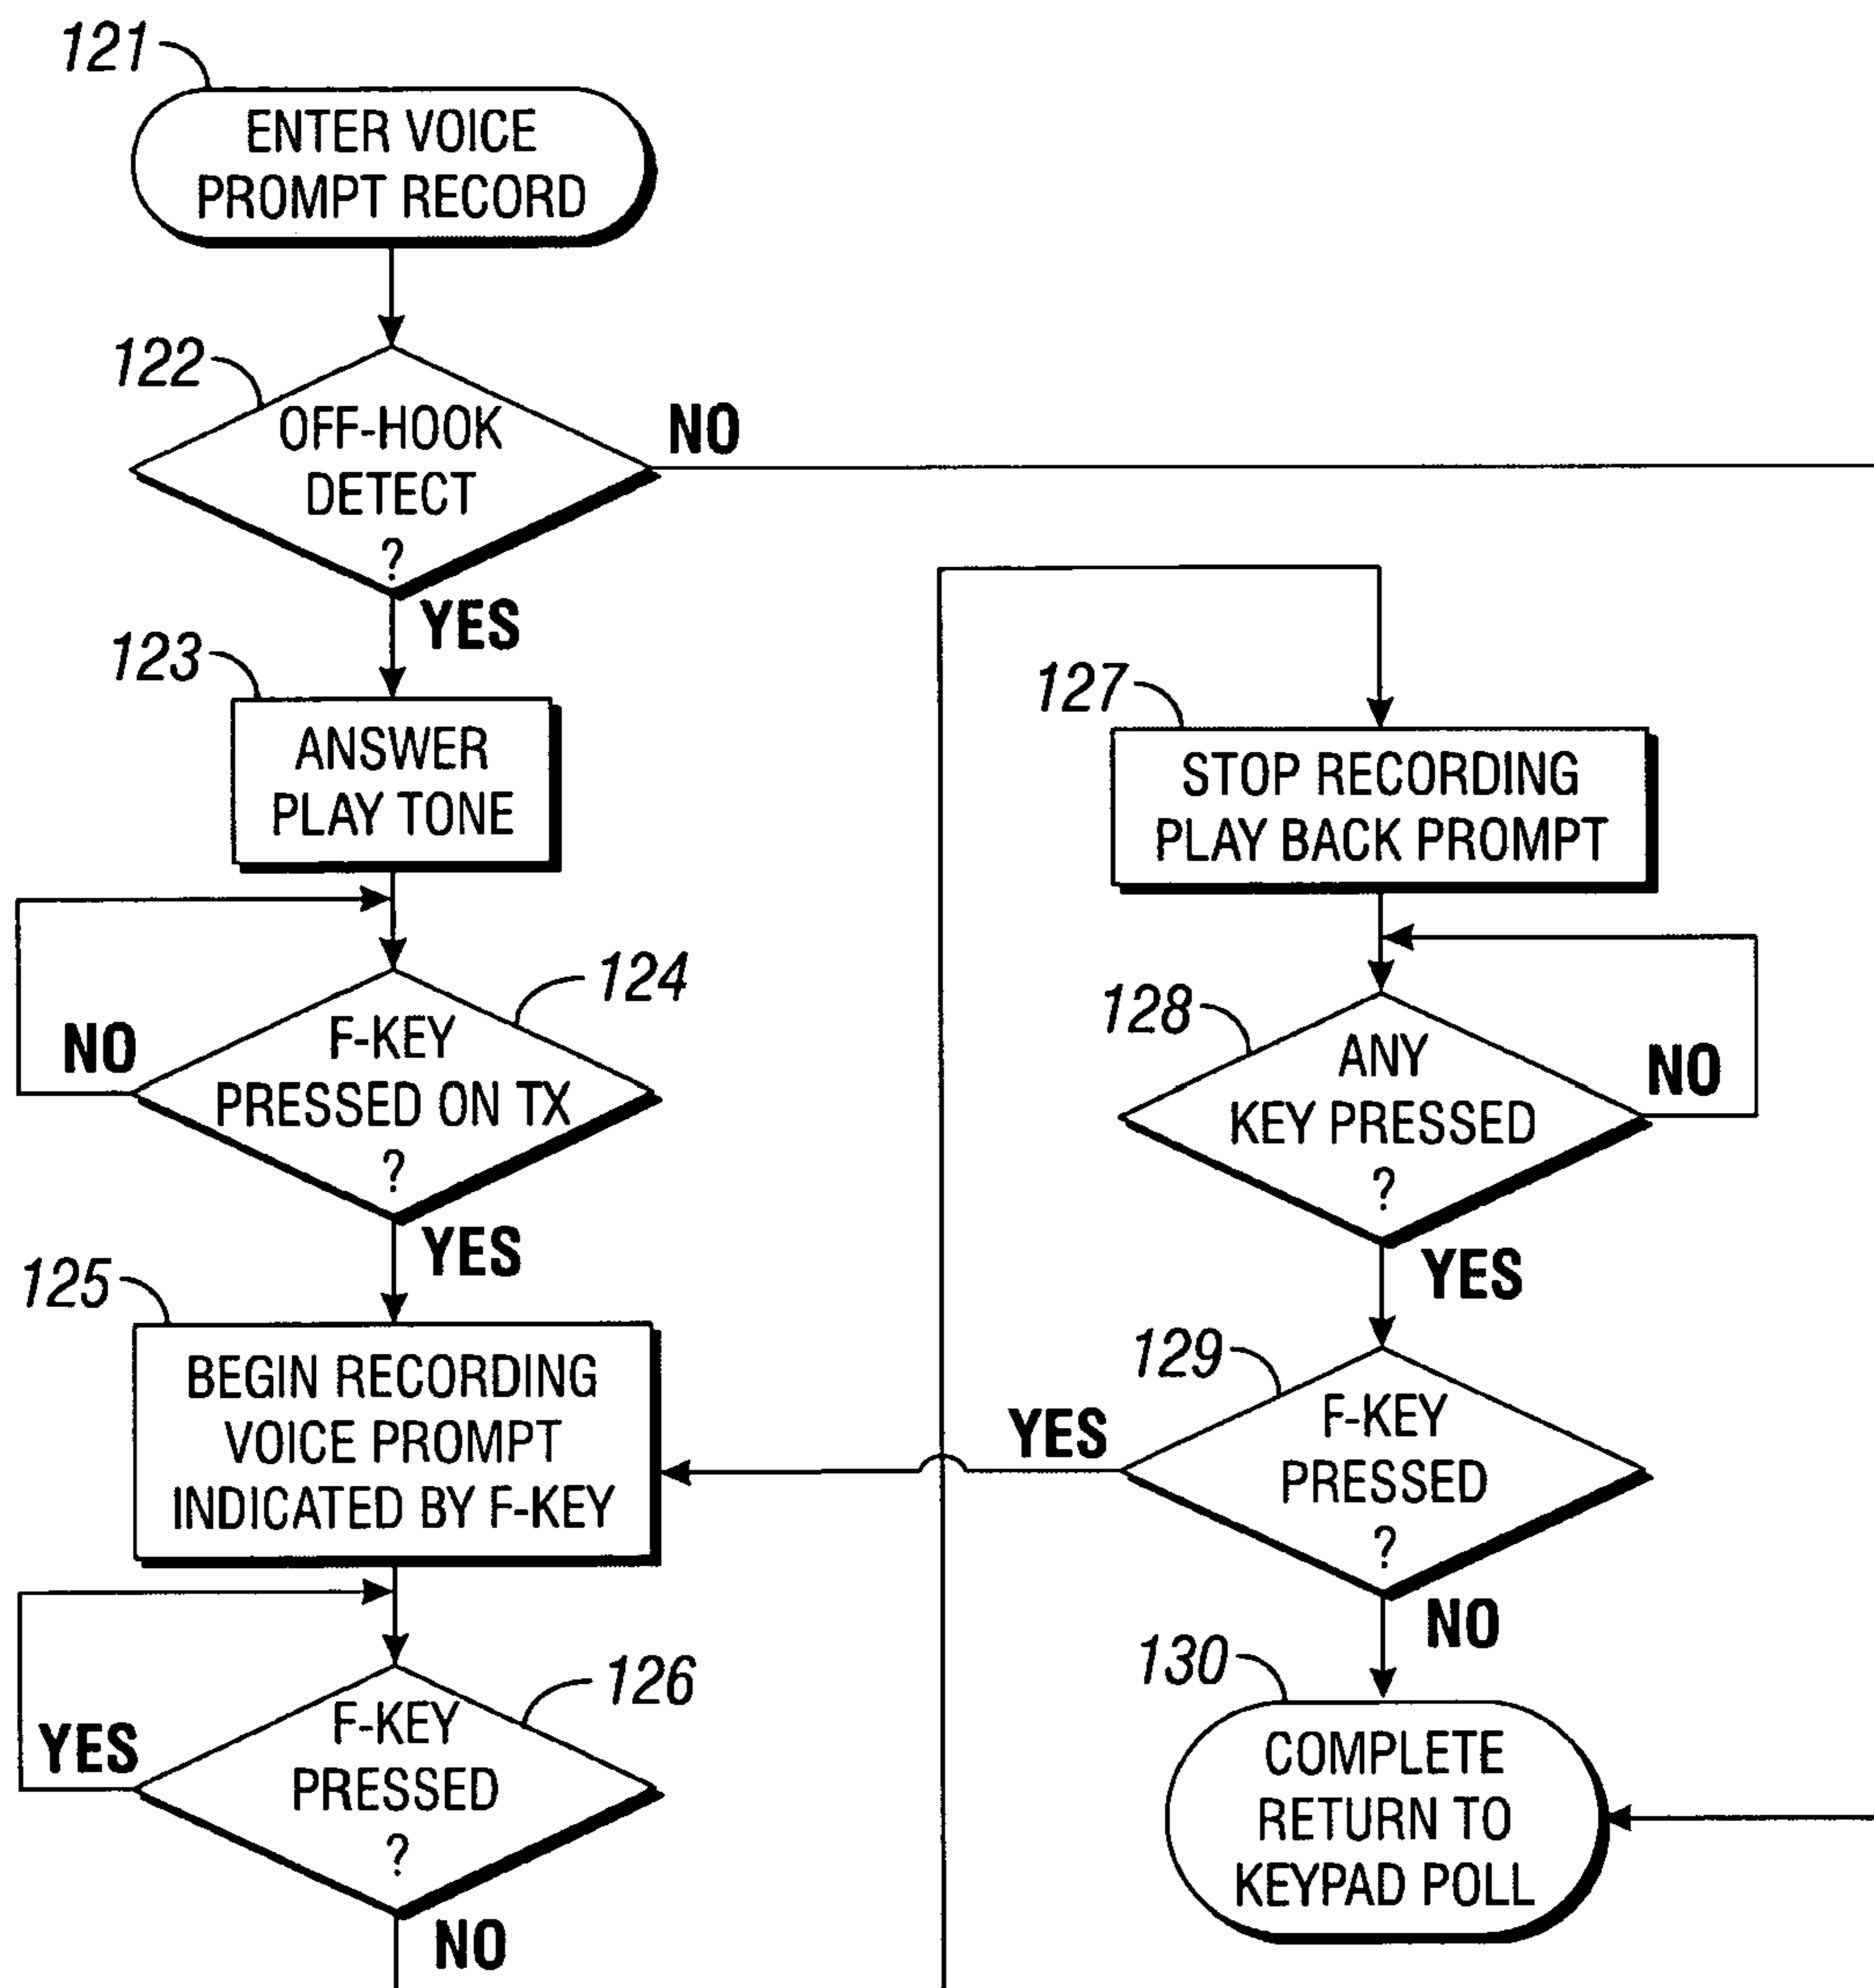 121
ENTER VOICE
PROMPT RECORD
122
OFF-HOOK
DETECT
?
NO
YES
123
ANSWER
PLAY TONE
124
F-KEY
PRESSED ON TX
?
NO
YES
125
BEGIN RECORDING
VOICE PROMPT
INDICATED BY F-KEY
126
F-KEY
PRESSED
?
YES
NO
127
STOP RECORDING
PLAY BACK PROMPT
128
ANY
KEY PRESSED
?
NO
YES
129
F-KEY
PRESSED
?
YES
NO
130
COMPLETE
RETURN TO
KEYPAD POLL